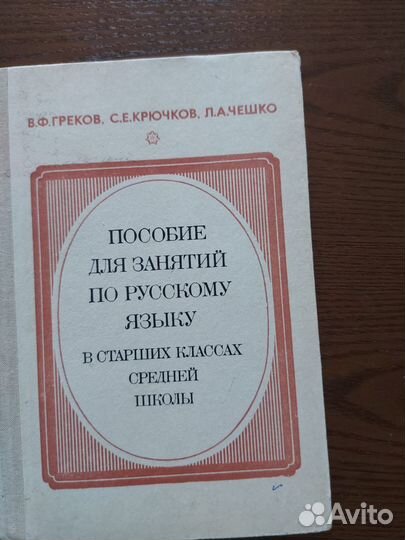 В.Ф.ГРЕКОВ, С.Е.КРЮЧКОВ, Л.А.ЧЕШКО
ПОСОБИЕ
ДЛЯ ЗАНЯТИЙ
ПО РУССКОМУ
ЯЗЫКУ
В СТАРШИХ КЛАССАХ
СРЕДНЕЙ
ШКОЛЫ
Avito